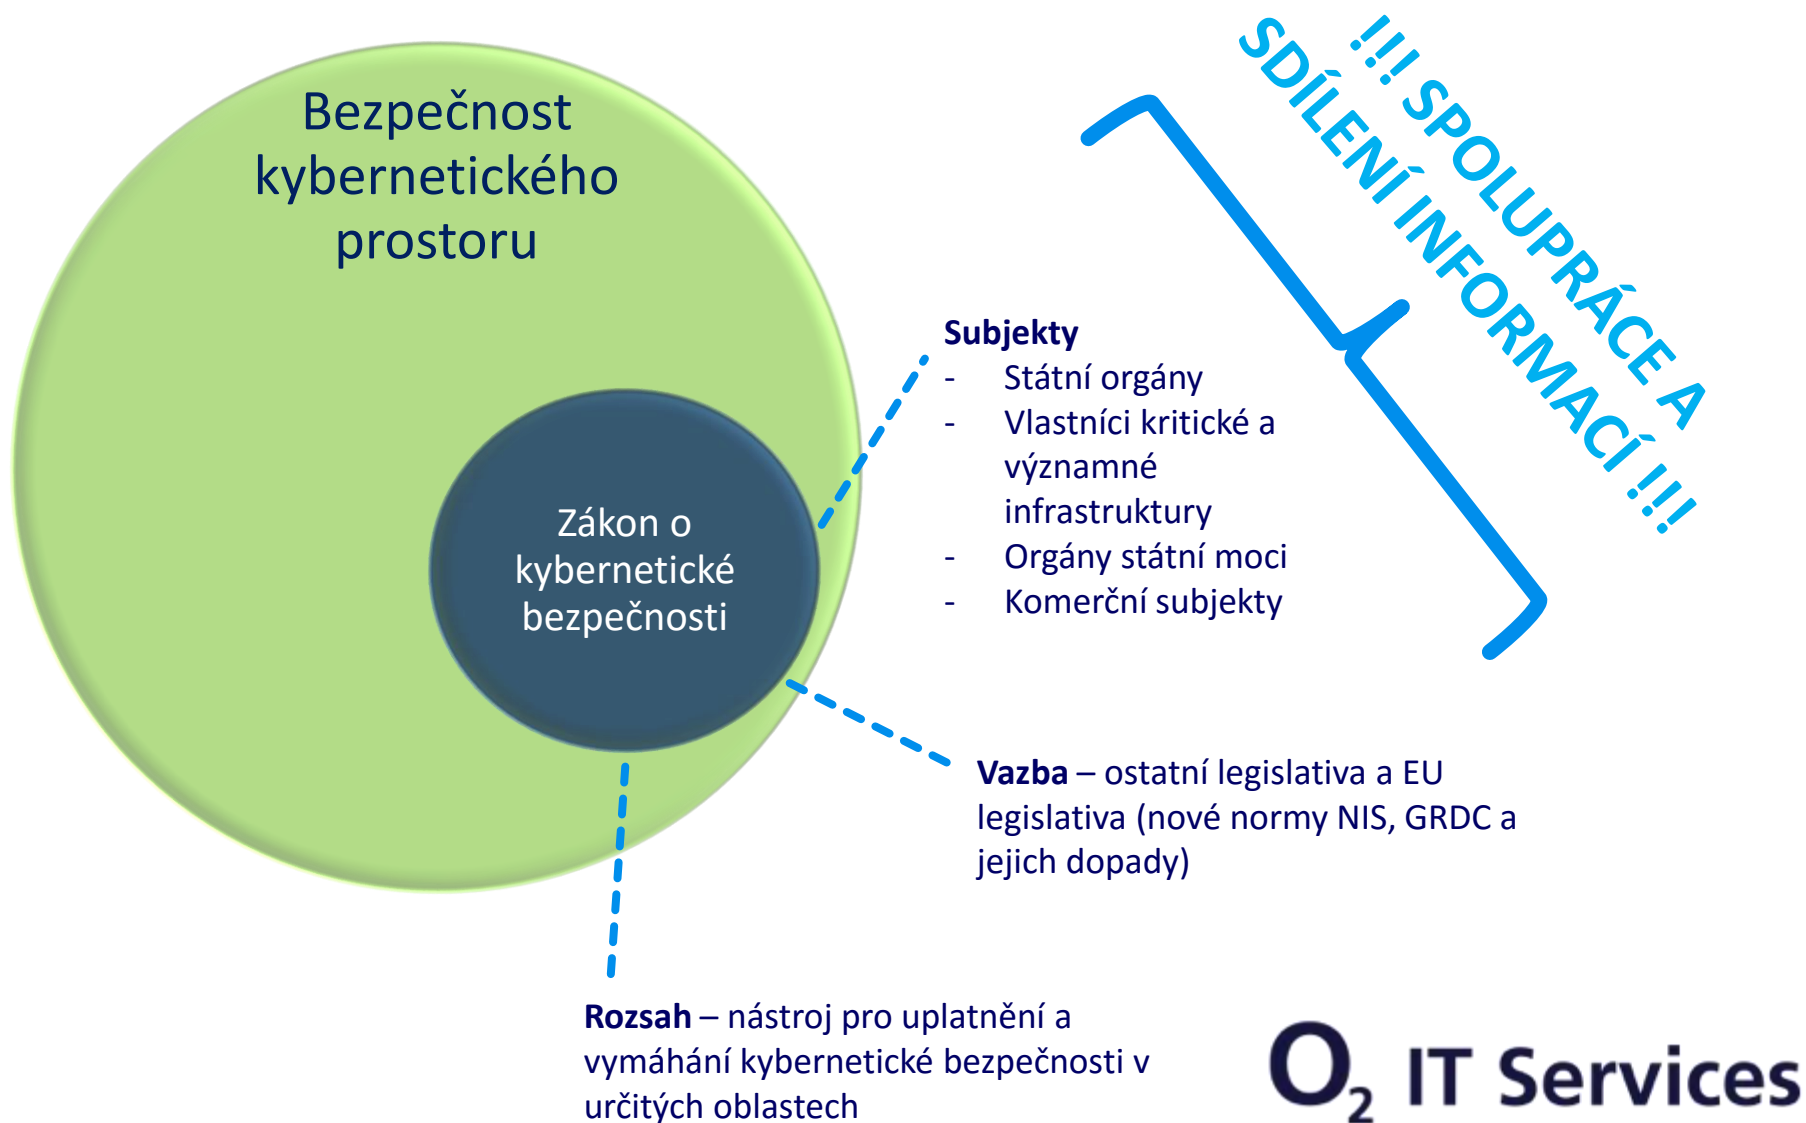 Bezpečnost
kybernetického
prostoru
!!! SPOLUPRÁCE A
SDÍLENÍ INFORMACÍ !!!
Subjekty
- Státní orgány
- Vlastníci kritické a
významné
infrastruktury
- Orgány státní moci
- Komerční subjekty
Zákon o
kybernetické
bezpečnosti
Vazba – ostatní legislativa a EU
legislativa (nové normy NIS, GRDC a
jejich dopady)
Rozsah – nástroj pro uplatnění a
vymáhání kybernetické bezpečnosti v
určitých oblastech
O2 IT Services